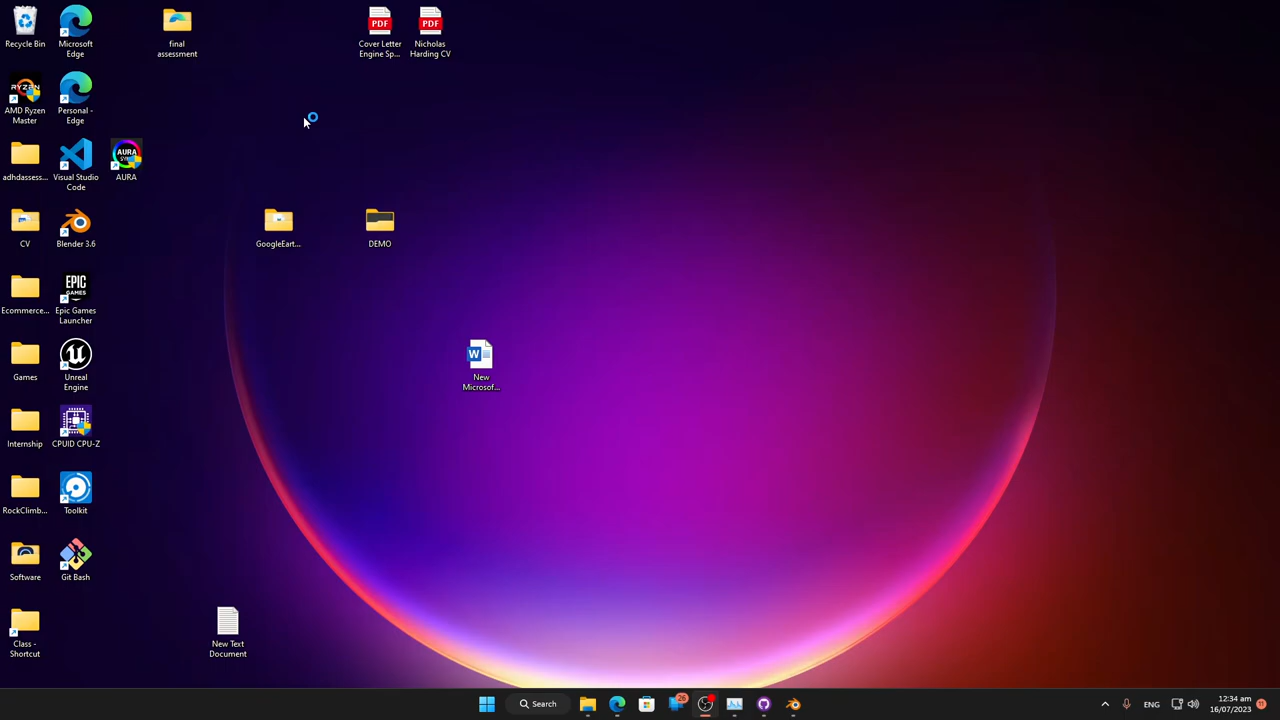 Recycle Bin
Microsoft
Edge
final
assessment
PDF
Cover Letter
Engine Sp...
PDF
Nicholas
Harding CV
RYZEN
AMD Ryzen
Master
Personal -
Edge
adhdassess...
Visual Studio
Code
AURA
AURA
CV
Blender 3.6
GoogleEart...
DEMO
Ecommerce...
EPIC
GAMES
Epic Games
Launcher
Games
Unreal
Engine
W
New
Microsof...
Internship
CPUID CPU-Z
RockClimb...
Toolkit
Software
Git Bash
Class -
Shortcut
New Text
Document
Search
26
ENG
12:34 am
16/07/2023
11